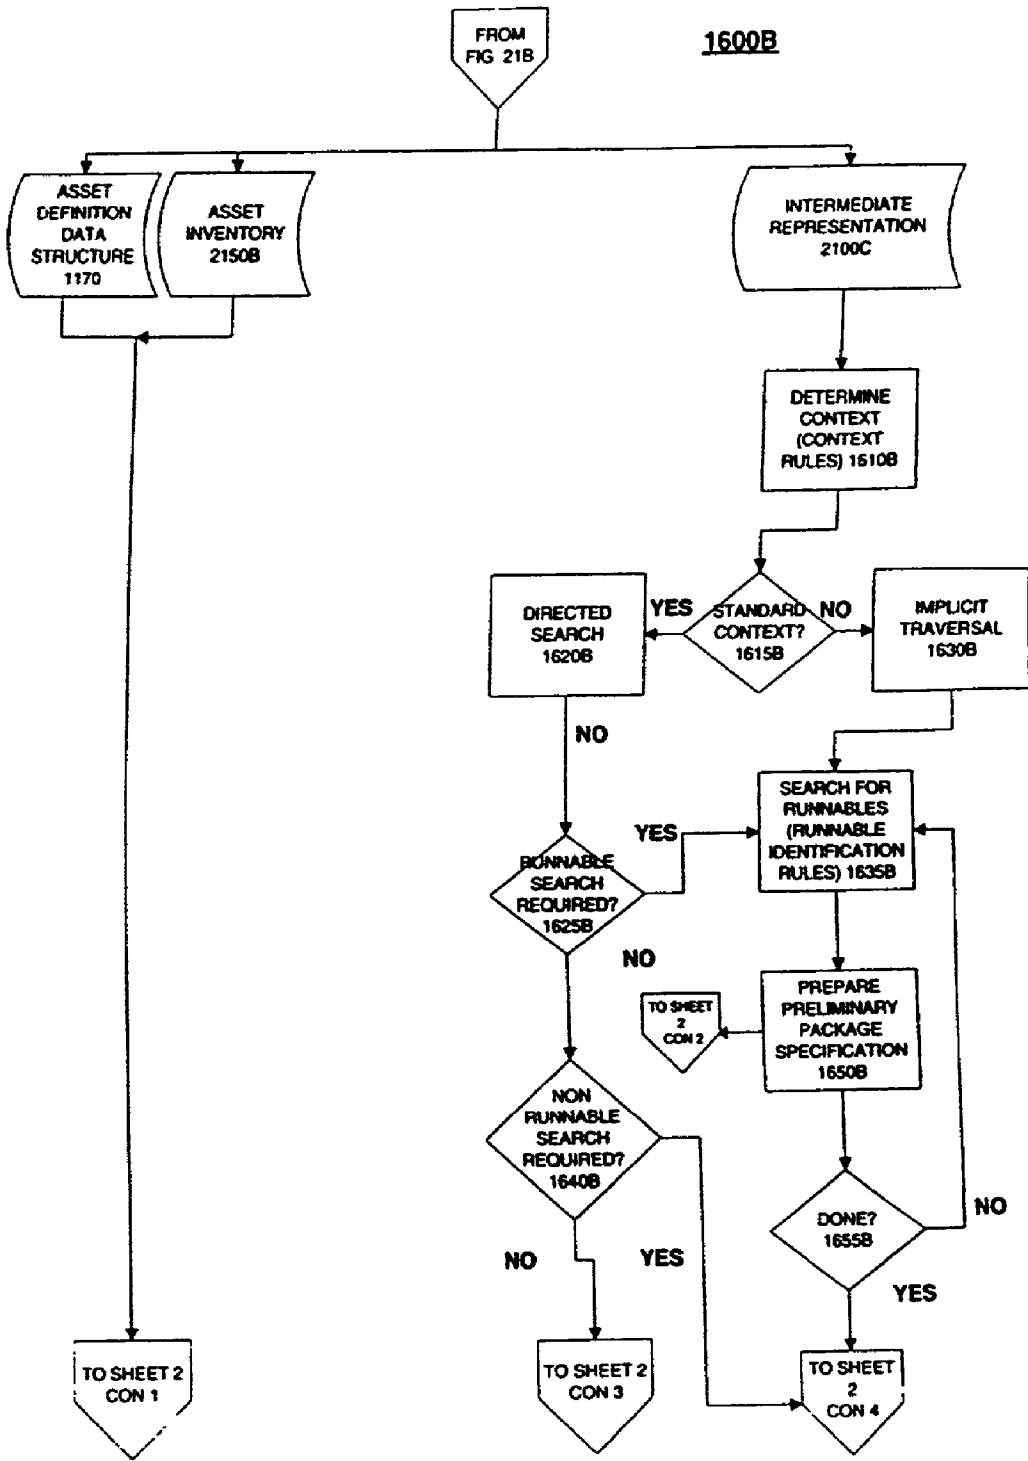 FROM
FIG 21B
1600B
ASSET
DEFINITION
DATA
STRUCTURE
1170
ASSET
INVENTORY
2150B
INTERMEDIATE
REPRESENTATION
2100C
DETERMINE
CONTEXT
(CONTEXT
RULES) 1610B
DIRECTED
SEARCH
1620B
YES
STANDARD
CONTEXT?
1615B
NO
IMPLICIT
TRAVERSAL
1630B
NO
SEARCH FOR
RUNNABLES
(RUNNABLE
IDENTIFICATION
RULES) 1635B
YES
RUNNABLE
SEARCH
REQUIRED?
1625B
NO
TO SHEET
2
CON 2
PREPARE
PRELIMINARY
PACKAGE
SPECIFICATION
1650B
NON
RUNNABLE
SEARCH
REQUIRED?
1640B
DONE?
1655B
NO
NO
YES
YES
TO SHEET 2
CON 1
TO SHEET 2
CON 3
TO SHEET
2
CON 4